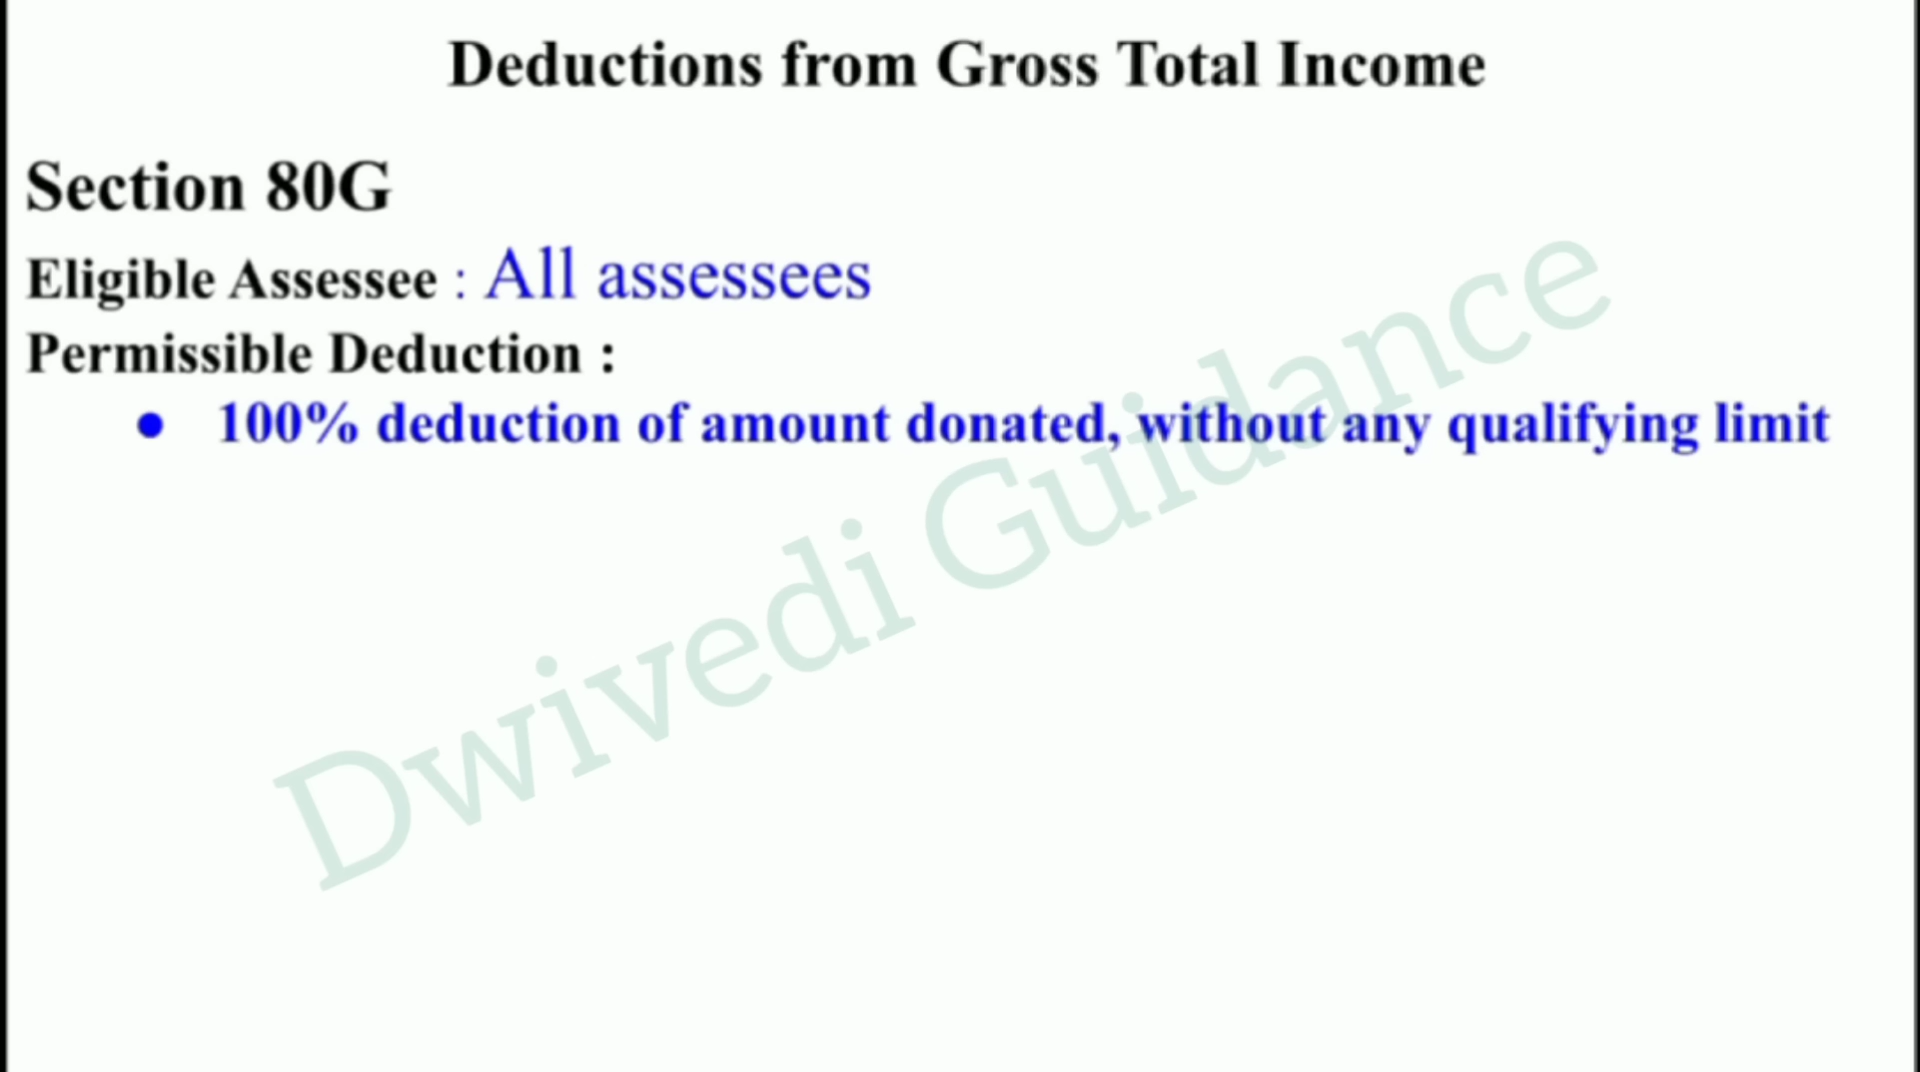 Deductions from Gross Total Income
Section 80G
Eligible Assessee : All assessees
Permissible Deduction :
● 100% deduction of amount donated, without any qualifying limit
Dwivedi Guidance